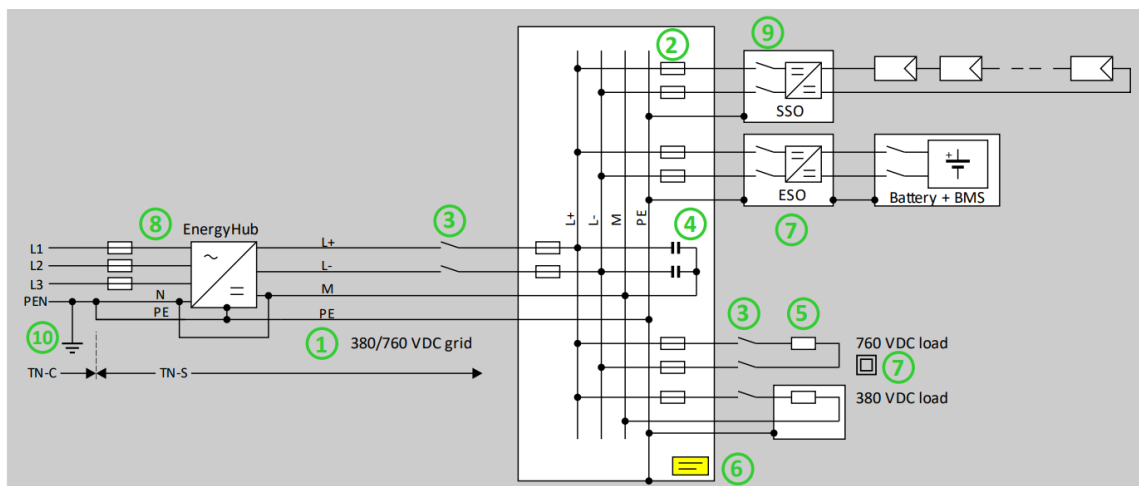 2
9
SSO
ESO
Battery + BMS
7
L+
L-
M
PE
8
EnergyHub
3
4
L1
L2
L3
PEN
N
PE
L+
L-
M
PE
10
1
380/760 VDC grid
TN-C
TN-S
3
5
760 VDC load
7
380 VDC load
6